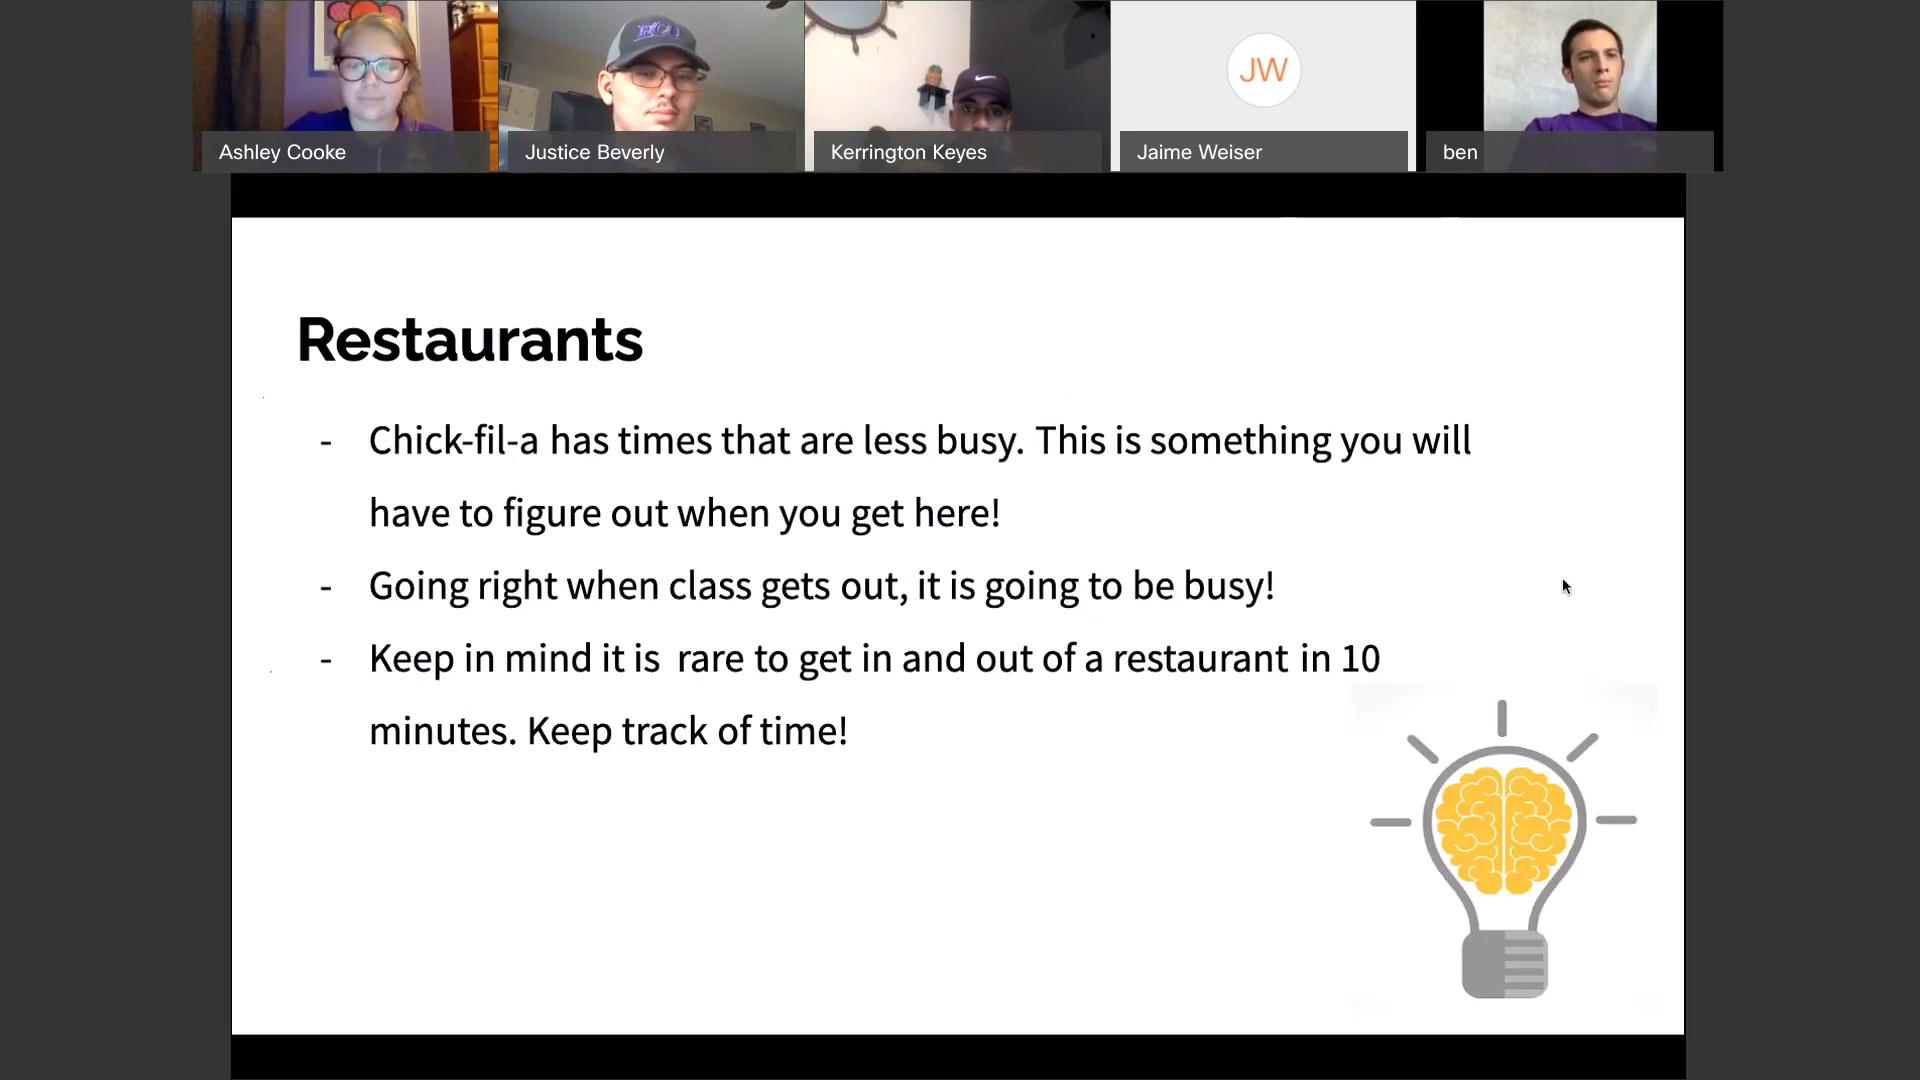 Ashley Cooke
Justice Beverly
Kerrington Keyes
JW
Jaime Weiser
ben
ECU
Restaurants
- Chick-fil-a has times that are less busy. This is something you will
have to figure out when you get here!
- Going right when class gets out, it is going to be busy!
- Keep in mind it is  rare to get in and out of a restaurant in 10
minutes. Keep track of time!